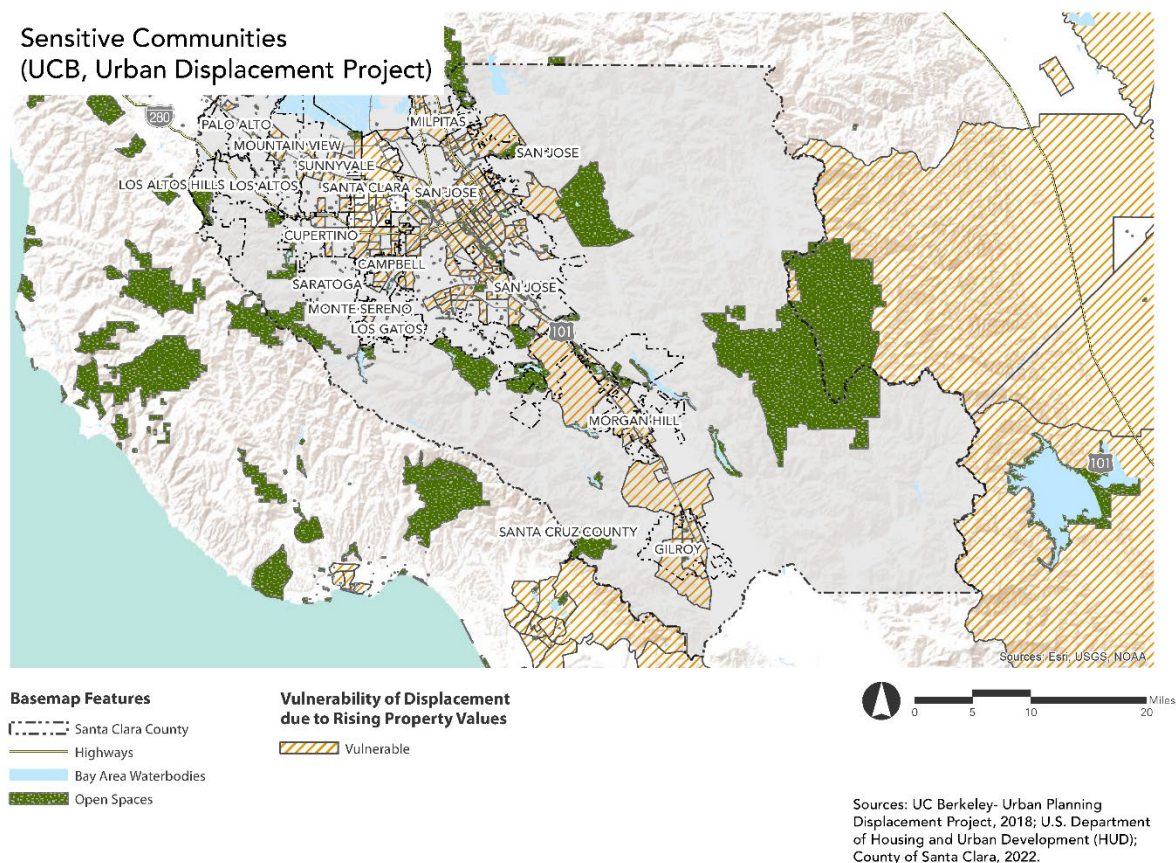 Sensitive Communities
(UCB, Urban Displacement Project)
280
PALO ALTO
MILPITAS
MOUNTAIN VIEW
SUNNYVALE
SAN JOSE
LOS ALTOS HILLS
LOS ALTOS
SANTA CLARA
SAN JOSE
CUPERTINO
CAMPBELL
SARATOGA
SAN JOSE
MONTE SERENO
LOS GATOS
101
MORGAN HILL
101
SANTA CRUZ COUNTY
GILROY
Sources: Esri, USGS, NOAA
Basemap Features
Santa Clara County
Highways
Bay Area Waterbodies
Open Spaces
Vulnerability of Displacement
due to Rising Property Values
Vulnerable
Miles
0 5 10 20
Sources: UC Berkeley- Urban Planning
Displacement Project, 2018; U.S. Department
of Housing and Urban Development (HUD);
County of Santa Clara, 2022.